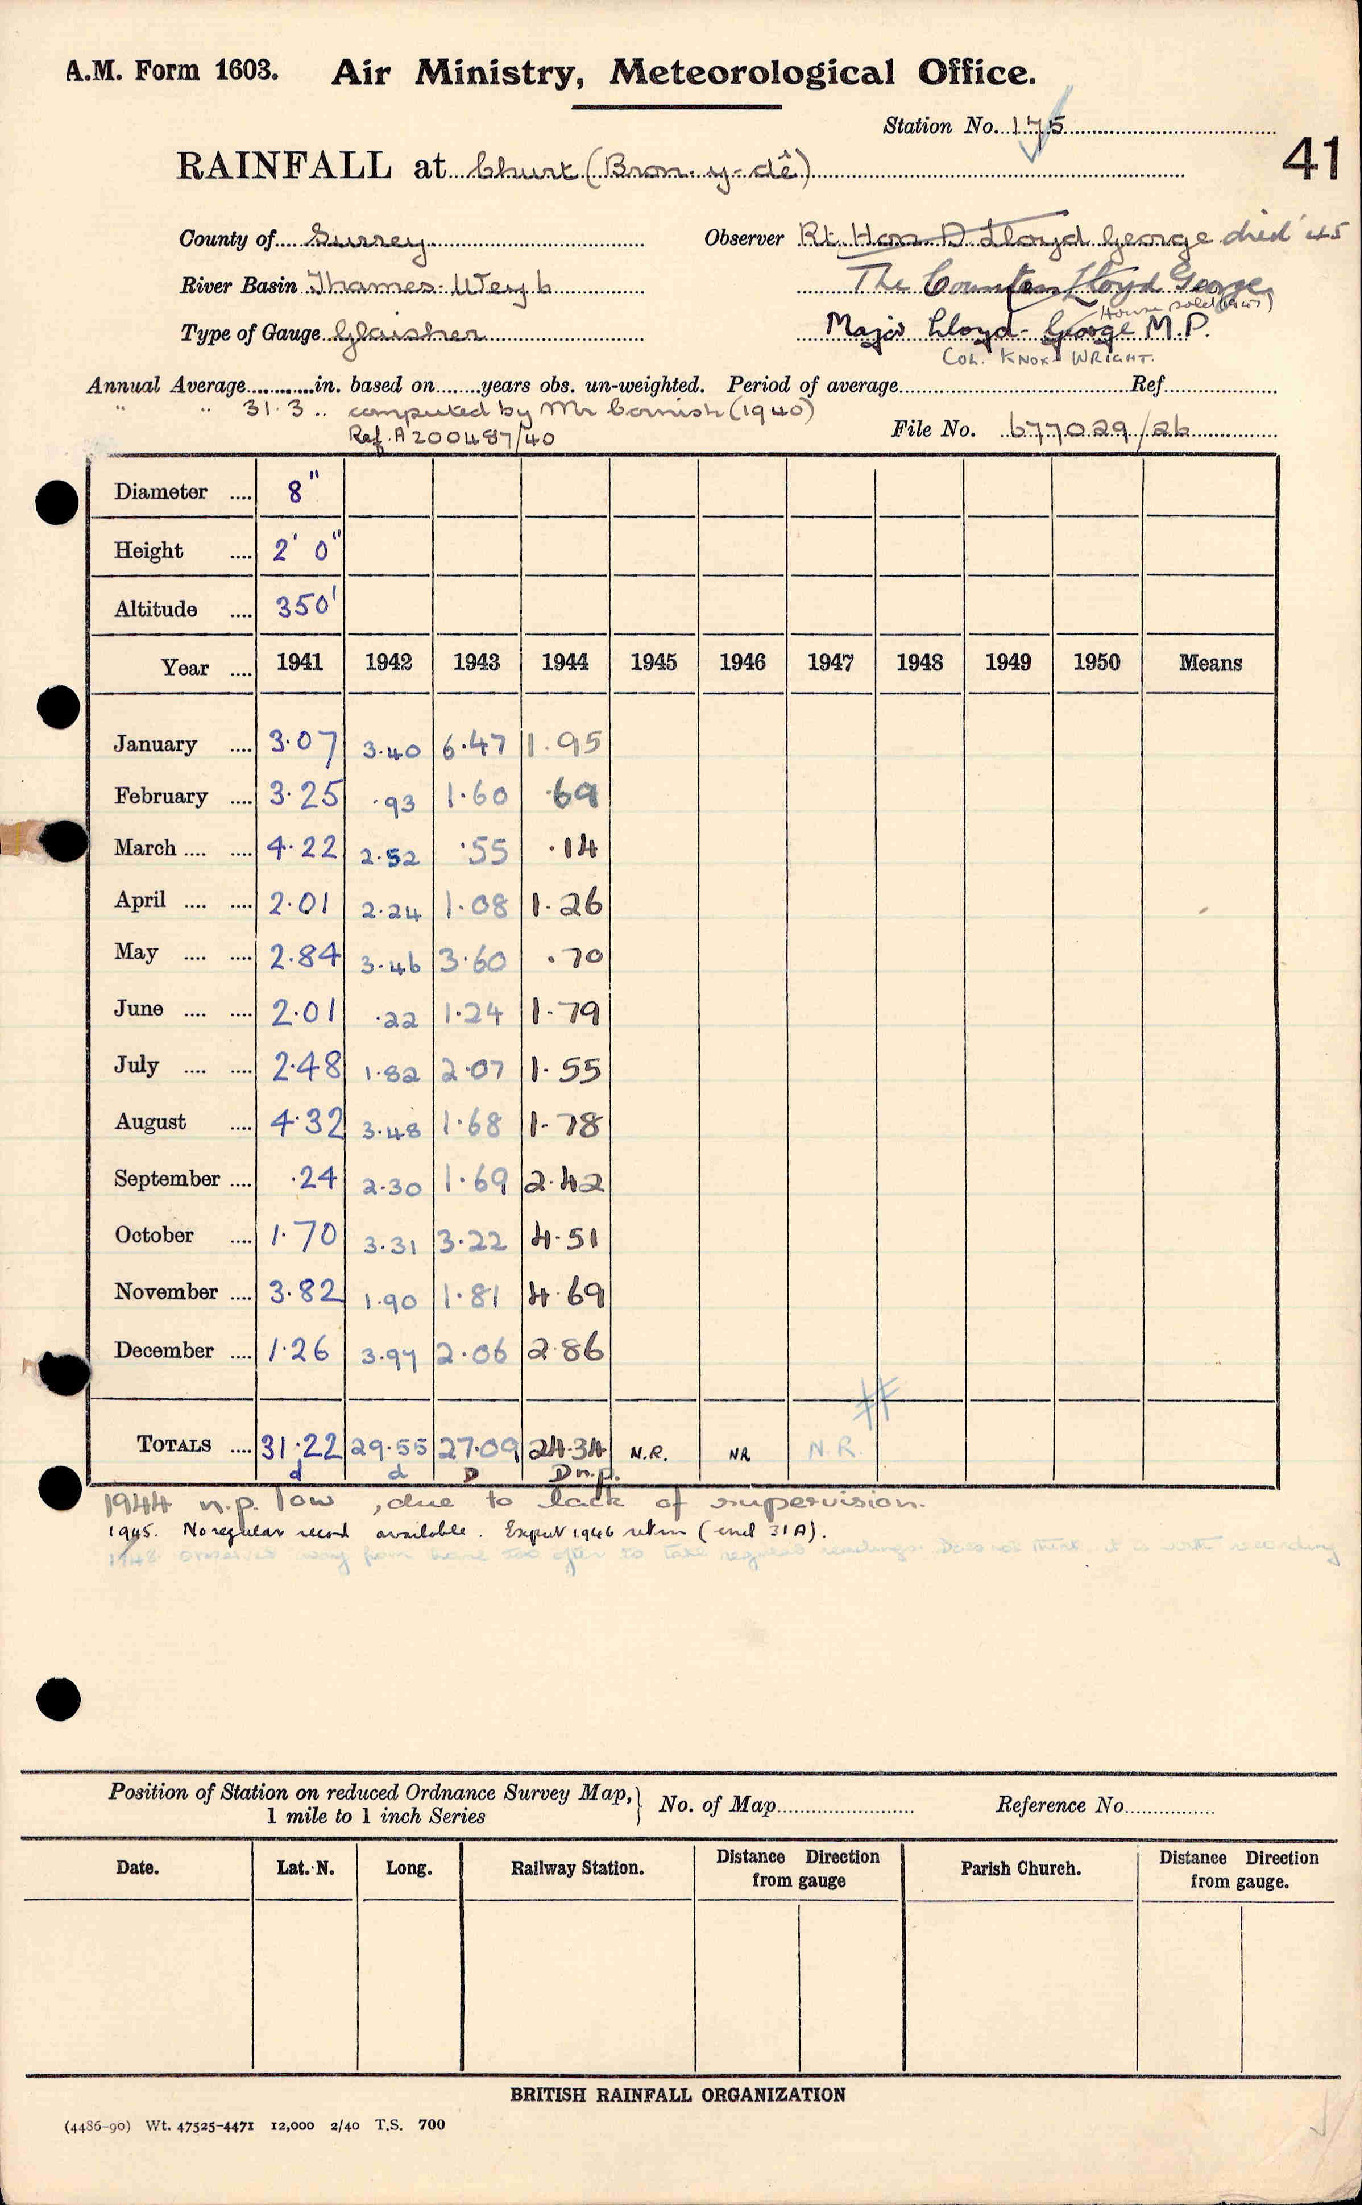 A.M. Form 1603. Air Ministry, Meteorological Office.
Station No. 175
41
RAINFALL at Churt (Bron-y-dê)
County of Surrey Observer Rt Hon D Lloyd George died '45
River Basin Thames-Wey b The Countess Lloyd George
House sold (1947)
Type of Gauge Glaisher Major Lloyd-George M.P.
COL. KNOX WRIGHT.
Annual Average in. based on years obs. un-weighted. Period of average Ref
" " 31.3 .. computed by Mr Cornish (1940)
Ref. A 200487/40 File No. 677029/26
Diameter 8"
Height 2' 0"
Altitude 350'
Year 1941 1942 1943 1944 1945 1946 1947 1948 1949 1950 Means
January 3.07 3.40 6.47 1.95
February 3.25 .93 1.60 .69
March 4.22 2.52 .55 .14
April 2.01 2.24 1.08 1.26
May 2.84 3.46 3.60 .70
June 2.01 .22 1.24 1.79
July 2.48 1.82 2.07 1.55
August 4.32 3.48 1.68 1.78
September .24 2.30 1.69 2.42
October 1.70 3.31 3.22 4.51
November 3.82 1.90 1.81 4.69
December 1.26 3.97 2.06 2.86
TOTALS 31.22 29.55 27.09 24.34 N.R. NR N.R.
d d D D n.p.
1944 n.p. low, due to lack of supervision.
1945. No regular record available. Expect 1946 return (encl 31A).
1948 observer away from home too often to take regular readings. Does not think it is worth recording
Position of Station on reduced Ordnance Survey Map, 1 mile to 1 inch Series } No. of Map Reference No.
Date. Lat. N. Long. Railway Station. Distance Direction from gauge Parish Church. Distance Direction from gauge.
BRITISH RAINFALL ORGANIZATION
(4486-90) Wt. 47525-4471 12,000 2/40 T.S. 700